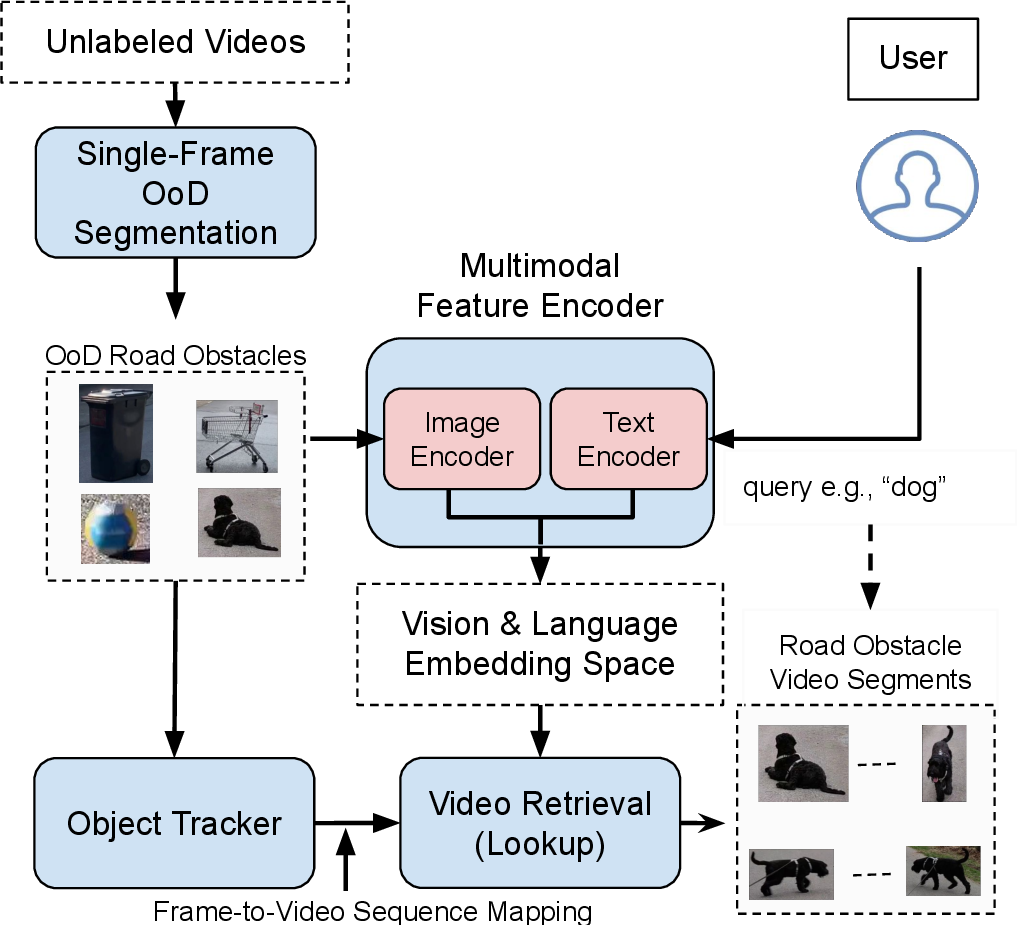 Unlabeled Videos
User
Single-Frame
OoD
Segmentation
Multimodal
Feature Encoder
OoD Road Obstacles
Image
Encoder
Text
Encoder
query e.g., “dog”
Vision & Language
Embedding Space
Road Obstacle
Video Segments
Object Tracker
Video Retrieval
(Lookup)
Frame-to-Video Sequence Mapping